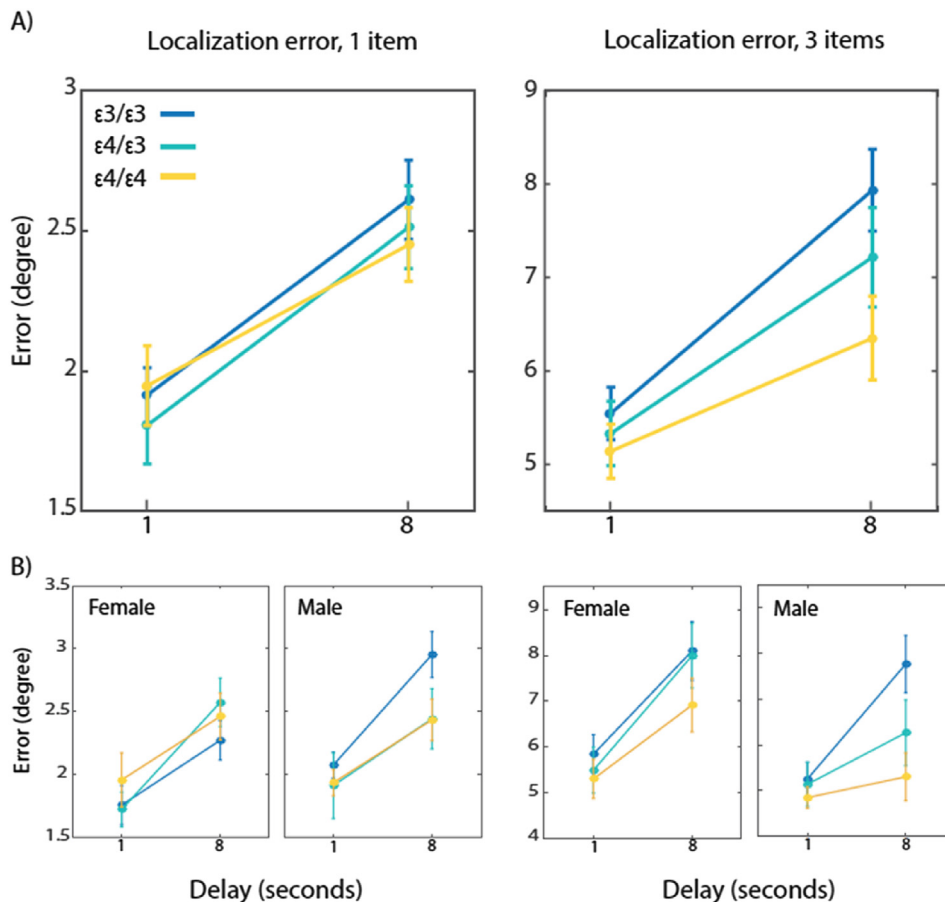 A)
Localization error, 1 item
Localization error, 3 items
3
2.5
2
1.5
ε3/ε3
ε4/ε3
ε4/ε4
Error (degree)
1
8
9
8
7
6
5
1
8
B)
3.5
3
2.5
2
1.5
Error (degree)
Female
1
8
Male
1
8
9
8
7
6
5
4
Female
1
8
Male
1
8
Delay (seconds)
Delay (seconds)